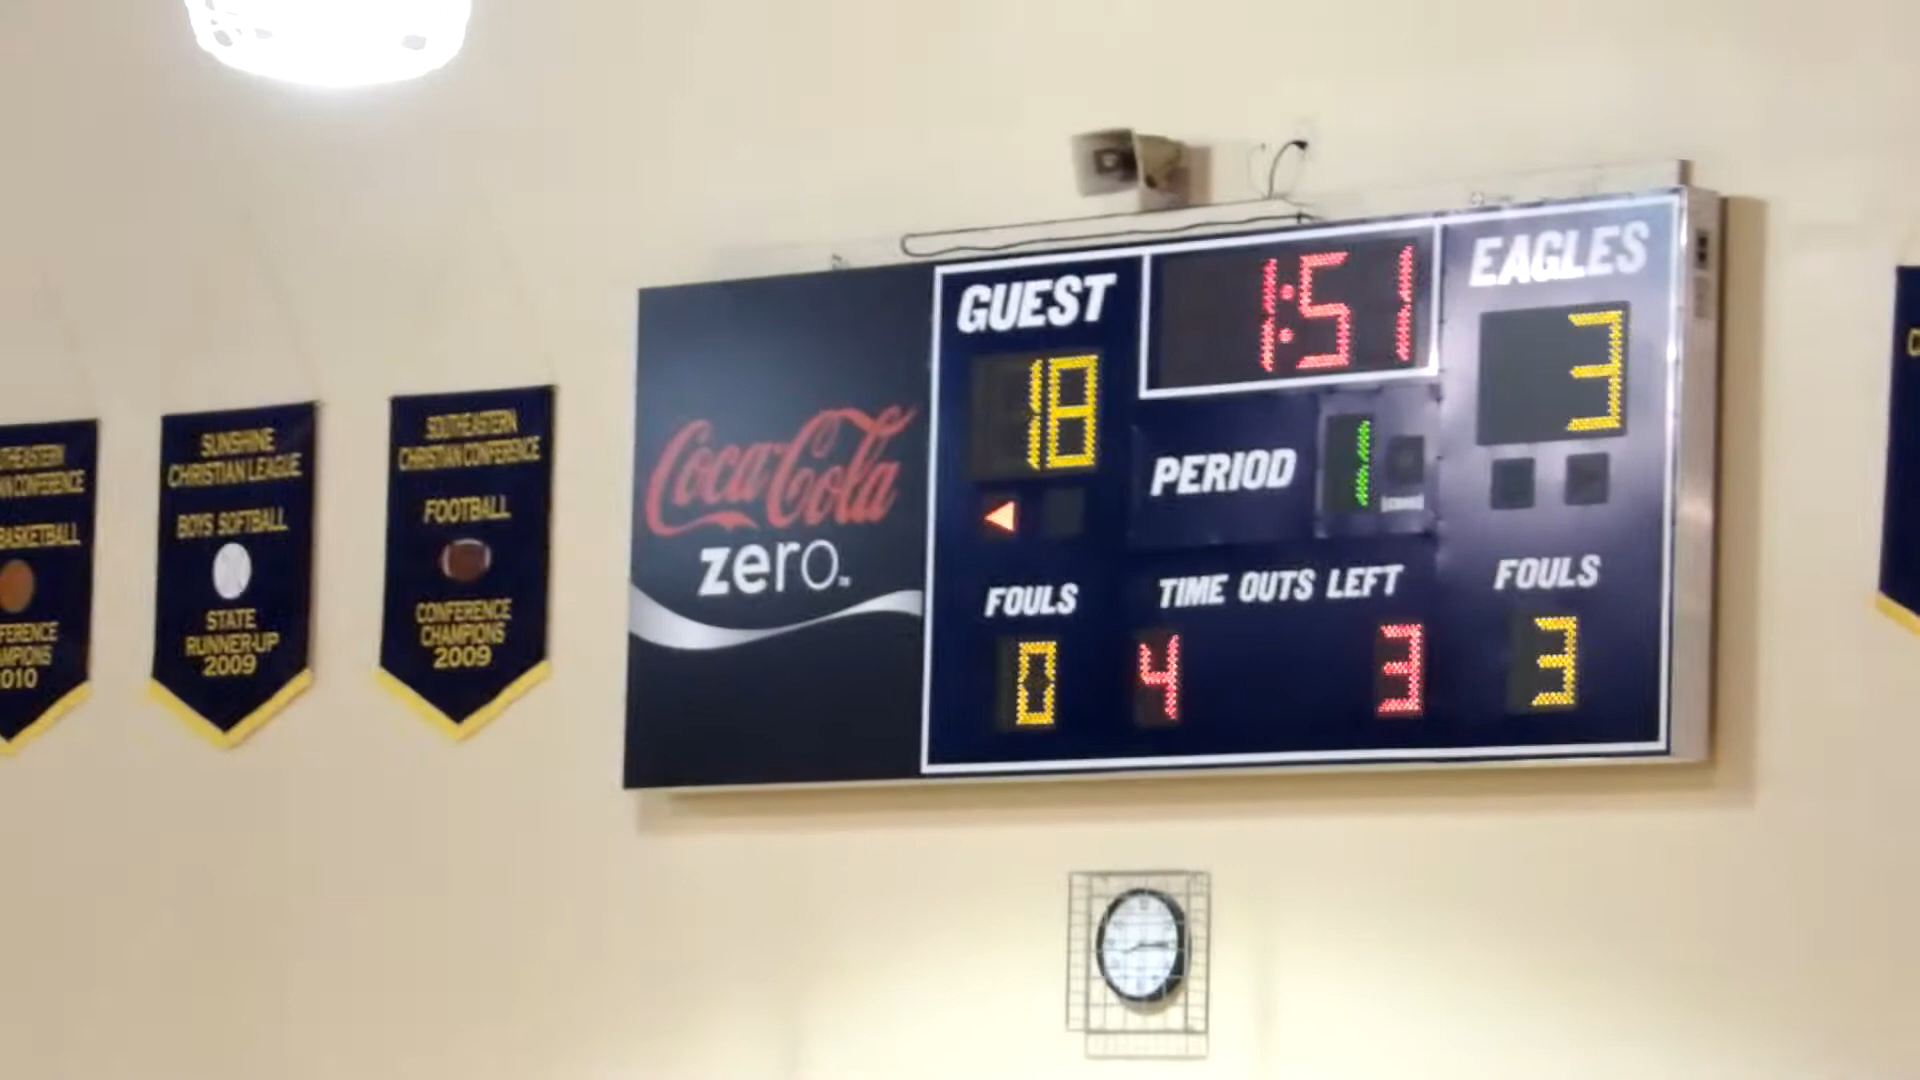 SUNSHINE
CHRISTIAN LEAGUE
BOYS SOFTBALL
STATE
RUNNER-UP
2009
SOUTHEASTERN
CHRISTIAN CONFERENCE
FOOTBALL
CONFERENCE
CHAMPIONS
2009
BASKETBALL
Coca-Cola
zero
GUEST
1:51
EAGLES
18
3
PERIOD 1
FOULS
TIME OUTS LEFT
FOULS
0 4 3 3